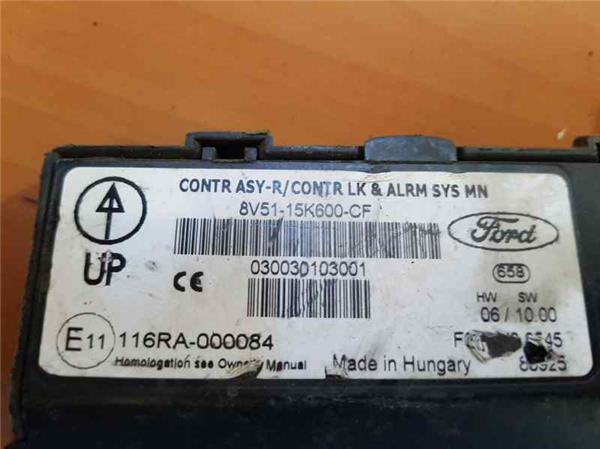 CONTR ASY-R/CONTR LK & ALRM SYS MN
8V51-15K600-CF
Ford
UP
CE
030030103001
658
HW SW
06/10.00
E11 116RA-000084
Homologation see Owners Manual
Made in Hungary